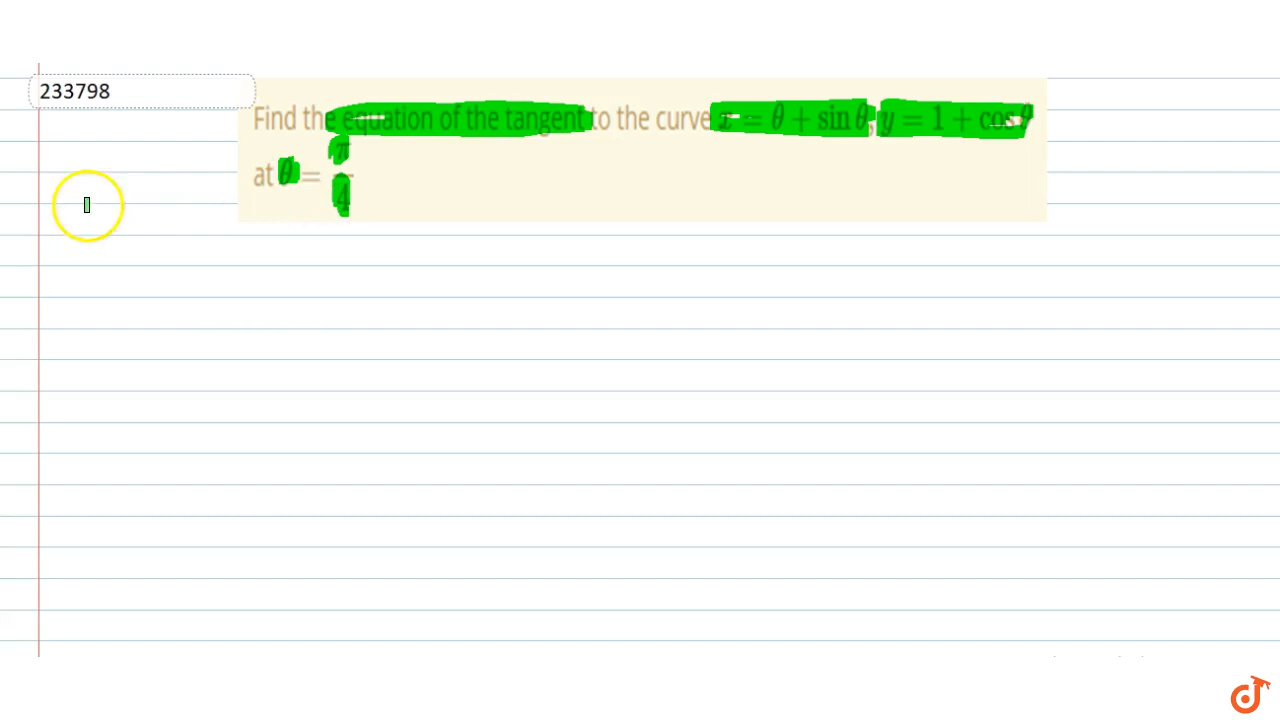 233798
Find the equation of the tangent to the curve x = θ + sin θ, y = 1 + cos θ
at θ = π/4